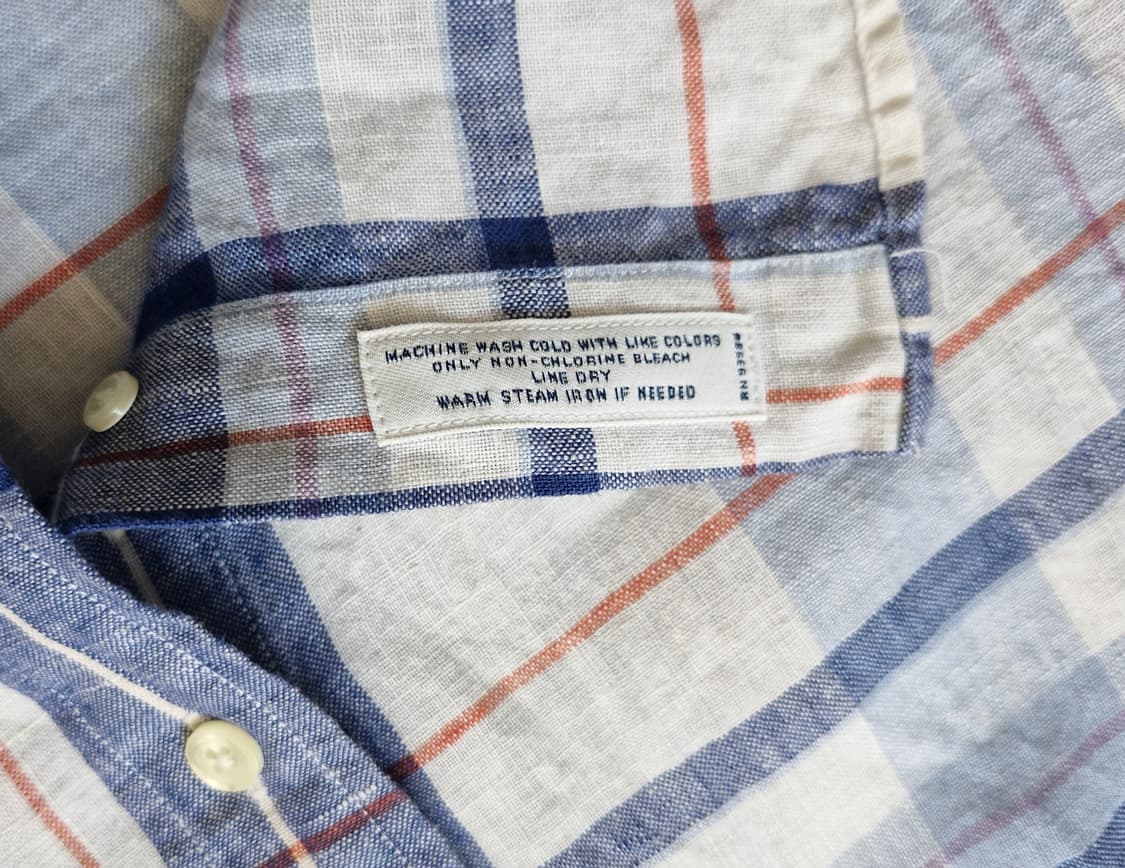 MACHINE WASH COLD WITH LIKE COLORS
ONLY NON-CHLORINE BLEACH
LINE DRY
WARM STEAM IRON IF NEEDED